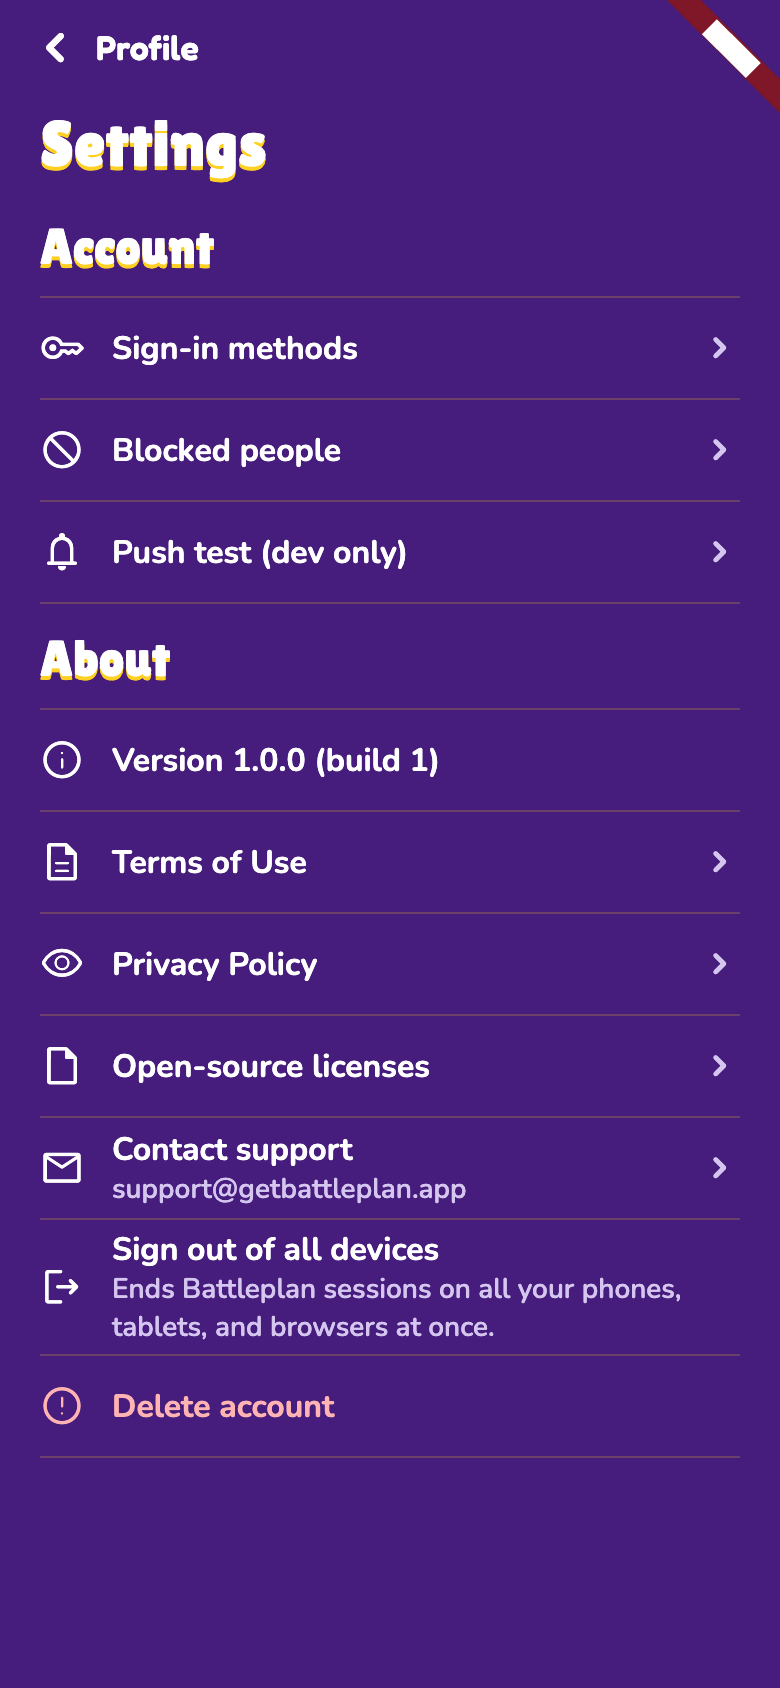 Profile
Settings
Account
Sign-in methods
Blocked people
Push test (dev only)
About
Version 1.0.0 (build 1)
Terms of Use
Privacy Policy
Open-source licenses
Contact support
support@getbattleplan.app
Sign out of all devices
Ends Battleplan sessions on all your phones,
tablets, and browsers at once.
Delete account